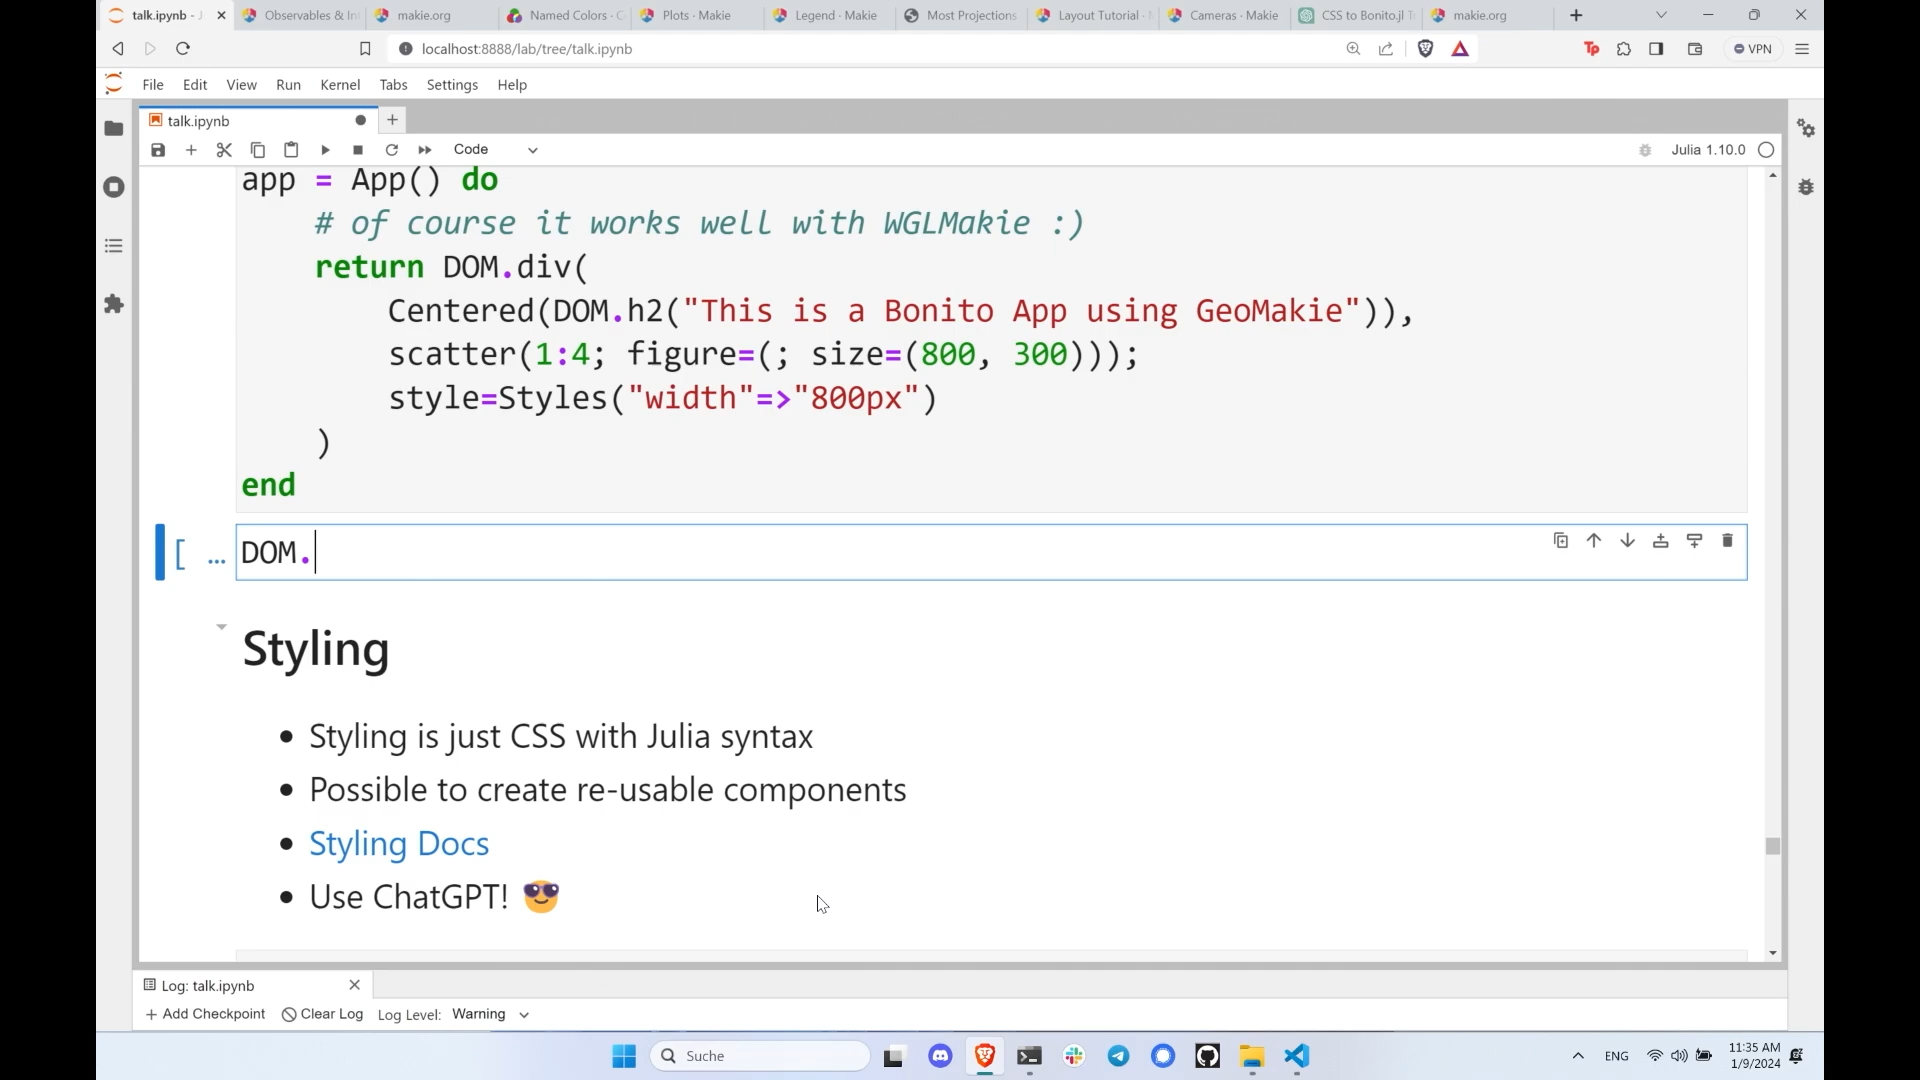 talk.ipynb - J
Observables & Int
makie.org
Named Colors · C
Plots · Makie
Legend · Makie
Most Projections
Layout Tutorial ·
Cameras · Makie
CSS to Bonito.jl T
makie.org
localhost:8888/lab/tree/talk.ipynb
VPN
File Edit View Run Kernel Tabs Settings Help
talk.ipynb
Code
Julia 1.10.0
app = App() do
# of course it works well with WGLMakie :)
return DOM.div(
Centered(DOM.h2("This is a Bonito App using GeoMakie")),
scatter(1:4; figure=(; size=(800, 300)));
style=Styles("width"=>"800px")
)
end
[ … DOM.
Styling
• Styling is just CSS with Julia syntax
• Possible to create re-usable components
• Styling Docs
• Use ChatGPT! 😎
Log: talk.ipynb
+ Add Checkpoint Clear Log Log Level: Warning
Suche
ENG
11:35 AM
1/9/2024